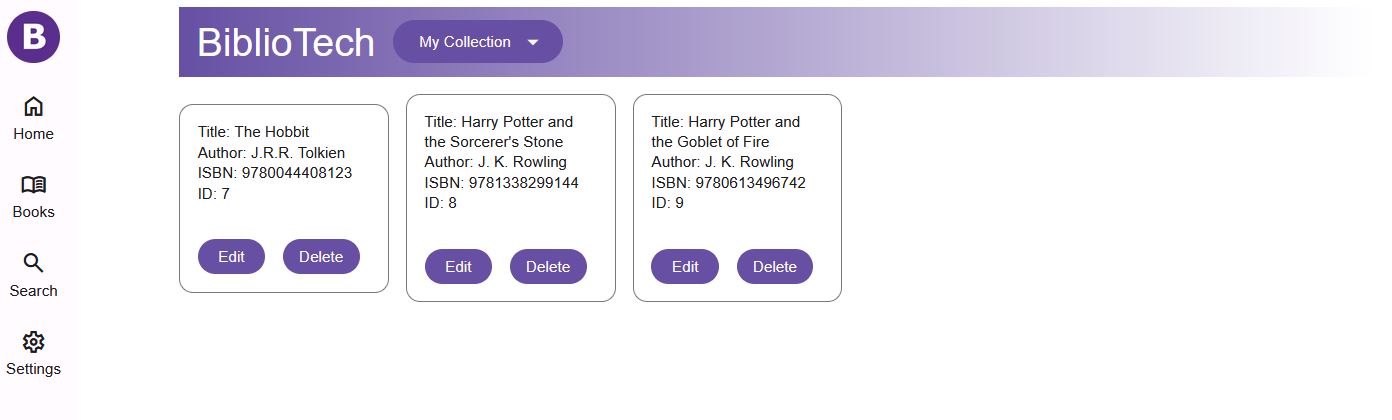 B
BiblioTech
My Collection
Home
Books
Search
Settings
Title: The Hobbit
Author: J.R.R. Tolkien
ISBN: 9780044408123
ID: 7
Edit Delete
Title: Harry Potter and
the Sorcerer's Stone
Author: J. K. Rowling
ISBN: 9781338299144
ID: 8
Edit Delete
Title: Harry Potter and
the Goblet of Fire
Author: J. K. Rowling
ISBN: 9780613496742
ID: 9
Edit Delete